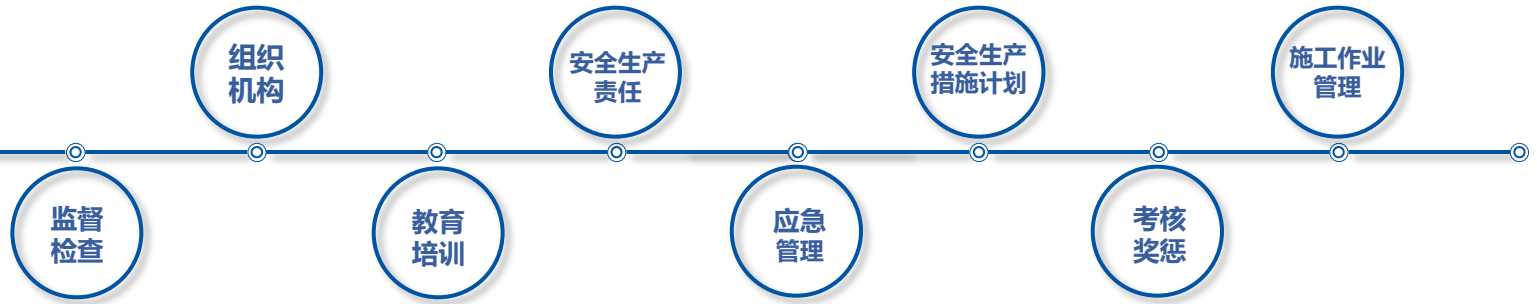 组织
机构
安全生产
责任
安全生产
措施计划
施工作业
管理
监督
检查
教育
培训
应急
管理
考核
奖惩